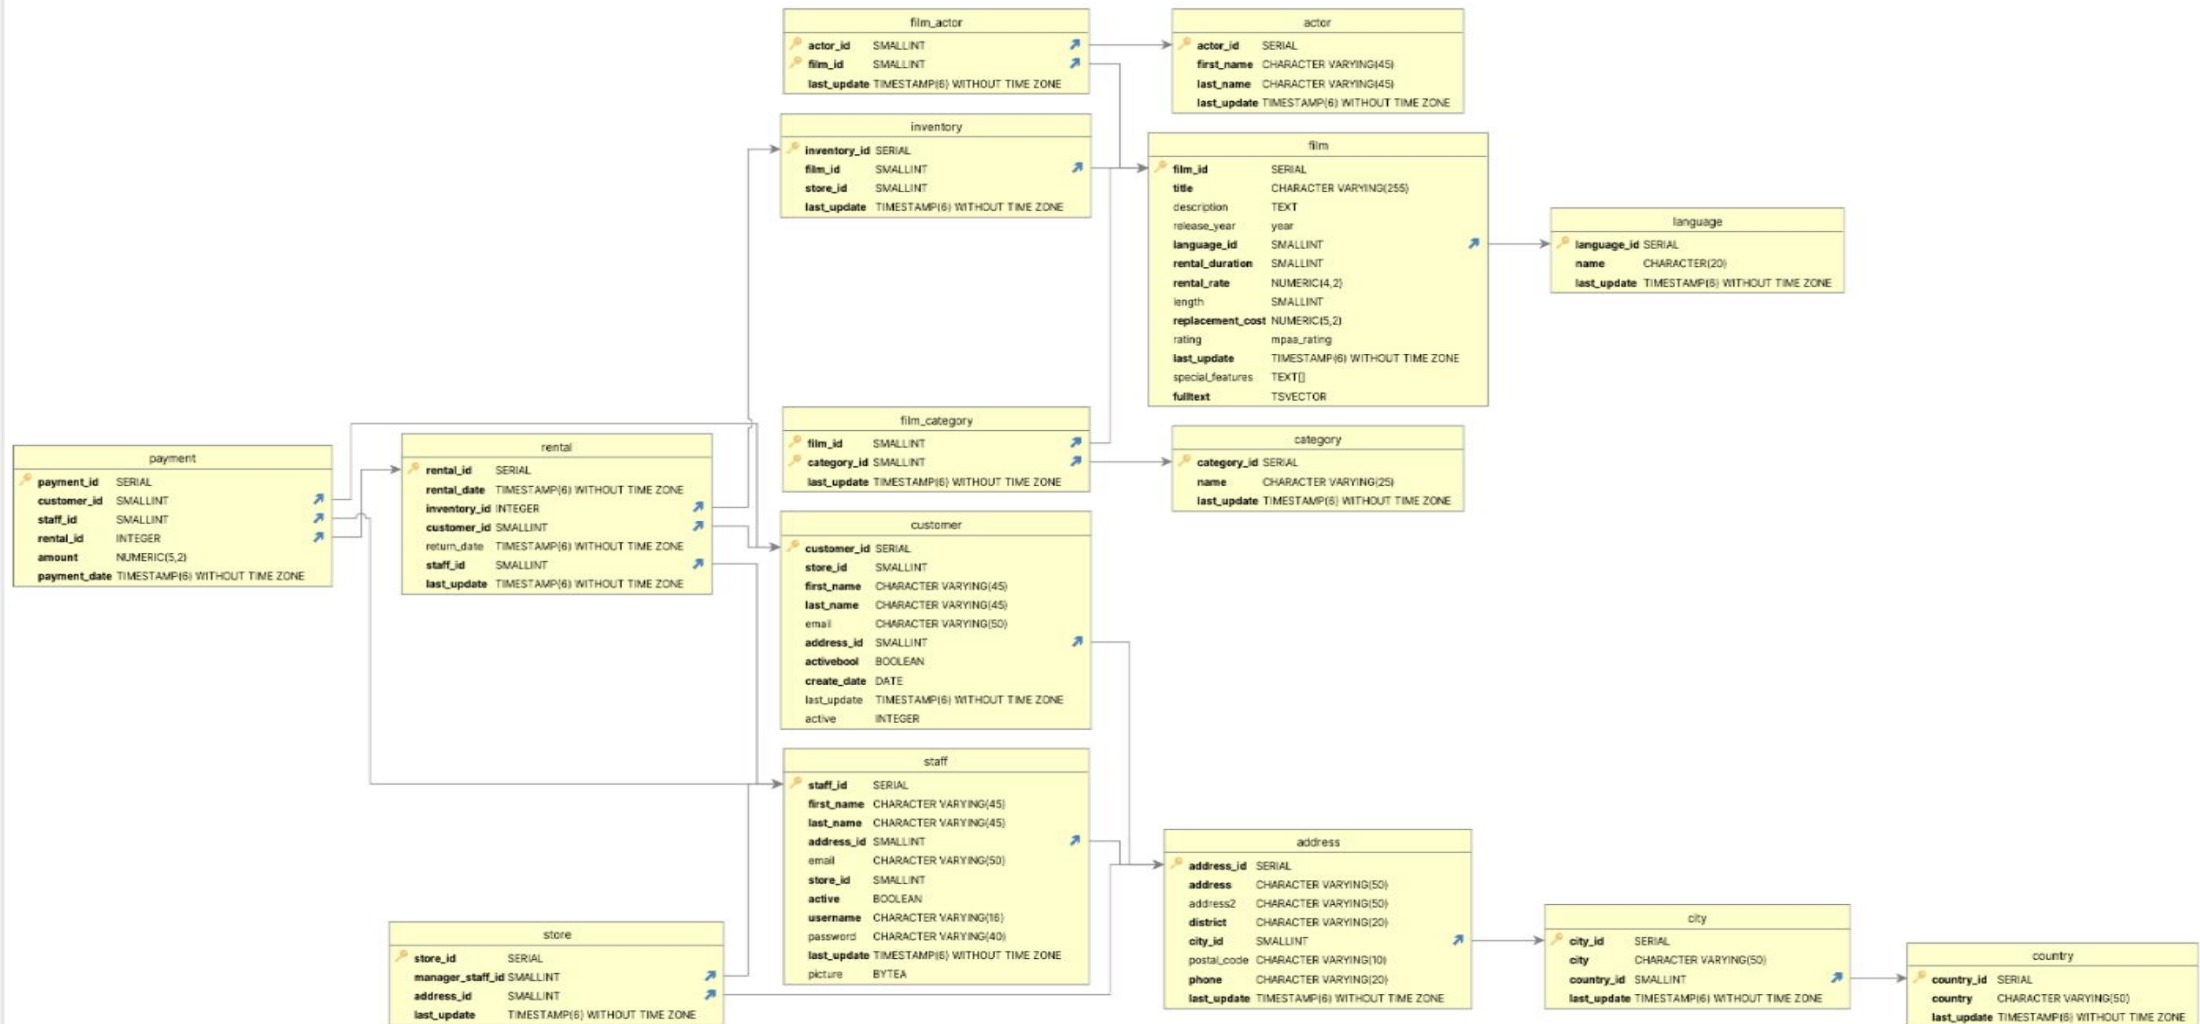 film_actor
actor_id SMALLINT
film_id SMALLINT
last_update TIMESTAMP(6) WITHOUT TIME ZONE
actor
actor_id SERIAL
first_name CHARACTER VARYING(45)
last_name CHARACTER VARYING(45)
last_update TIMESTAMP(6) WITHOUT TIME ZONE
inventory
inventory_id SERIAL
film_id SMALLINT
store_id SMALLINT
last_update TIMESTAMP(6) WITHOUT TIME ZONE
film
film_id SERIAL
title CHARACTER VARYING(255)
description TEXT
release_year year
language_id SMALLINT
rental_duration SMALLINT
rental_rate NUMERIC(4,2)
length SMALLINT
replacement_cost NUMERIC(5,2)
rating mpaa_rating
last_update TIMESTAMP(6) WITHOUT TIME ZONE
special_features TEXT[]
fulltext TSVECTOR
language
language_id SERIAL
name CHARACTER(20)
last_update TIMESTAMP(6) WITHOUT TIME ZONE
payment
payment_id SERIAL
customer_id SMALLINT
staff_id SMALLINT
rental_id INTEGER
amount NUMERIC(5,2)
payment_date TIMESTAMP(6) WITHOUT TIME ZONE
rental
rental_id SERIAL
rental_date TIMESTAMP(6) WITHOUT TIME ZONE
inventory_id INTEGER
customer_id SMALLINT
return_date TIMESTAMP(6) WITHOUT TIME ZONE
staff_id SMALLINT
last_update TIMESTAMP(6) WITHOUT TIME ZONE
film_category
film_id SMALLINT
category_id SMALLINT
last_update TIMESTAMP(6) WITHOUT TIME ZONE
category
category_id SERIAL
name CHARACTER VARYING(25)
last_update TIMESTAMP(6) WITHOUT TIME ZONE
customer
customer_id SERIAL
store_id SMALLINT
first_name CHARACTER VARYING(45)
last_name CHARACTER VARYING(45)
email CHARACTER VARYING(50)
address_id SMALLINT
activebool BOOLEAN
create_date DATE
last_update TIMESTAMP(6) WITHOUT TIME ZONE
active INTEGER
staff
staff_id SERIAL
first_name CHARACTER VARYING(45)
last_name CHARACTER VARYING(45)
address_id SMALLINT
email CHARACTER VARYING(50)
store_id SMALLINT
active BOOLEAN
username CHARACTER VARYING(16)
password CHARACTER VARYING(40)
last_update TIMESTAMP(6) WITHOUT TIME ZONE
picture BYTEA
store
store_id SERIAL
manager_staff_id SMALLINT
address_id SMALLINT
last_update TIMESTAMP(6) WITHOUT TIME ZONE
address
address_id SERIAL
address CHARACTER VARYING(50)
address2 CHARACTER VARYING(50)
district CHARACTER VARYING(20)
city_id SMALLINT
postal_code CHARACTER VARYING(10)
phone CHARACTER VARYING(20)
last_update TIMESTAMP(6) WITHOUT TIME ZONE
city
city_id SERIAL
city CHARACTER VARYING(50)
country_id SMALLINT
last_update TIMESTAMP(6) WITHOUT TIME ZONE
country
country_id SERIAL
country CHARACTER VARYING(50)
last_update TIMESTAMP(6) WITHOUT TIME ZONE